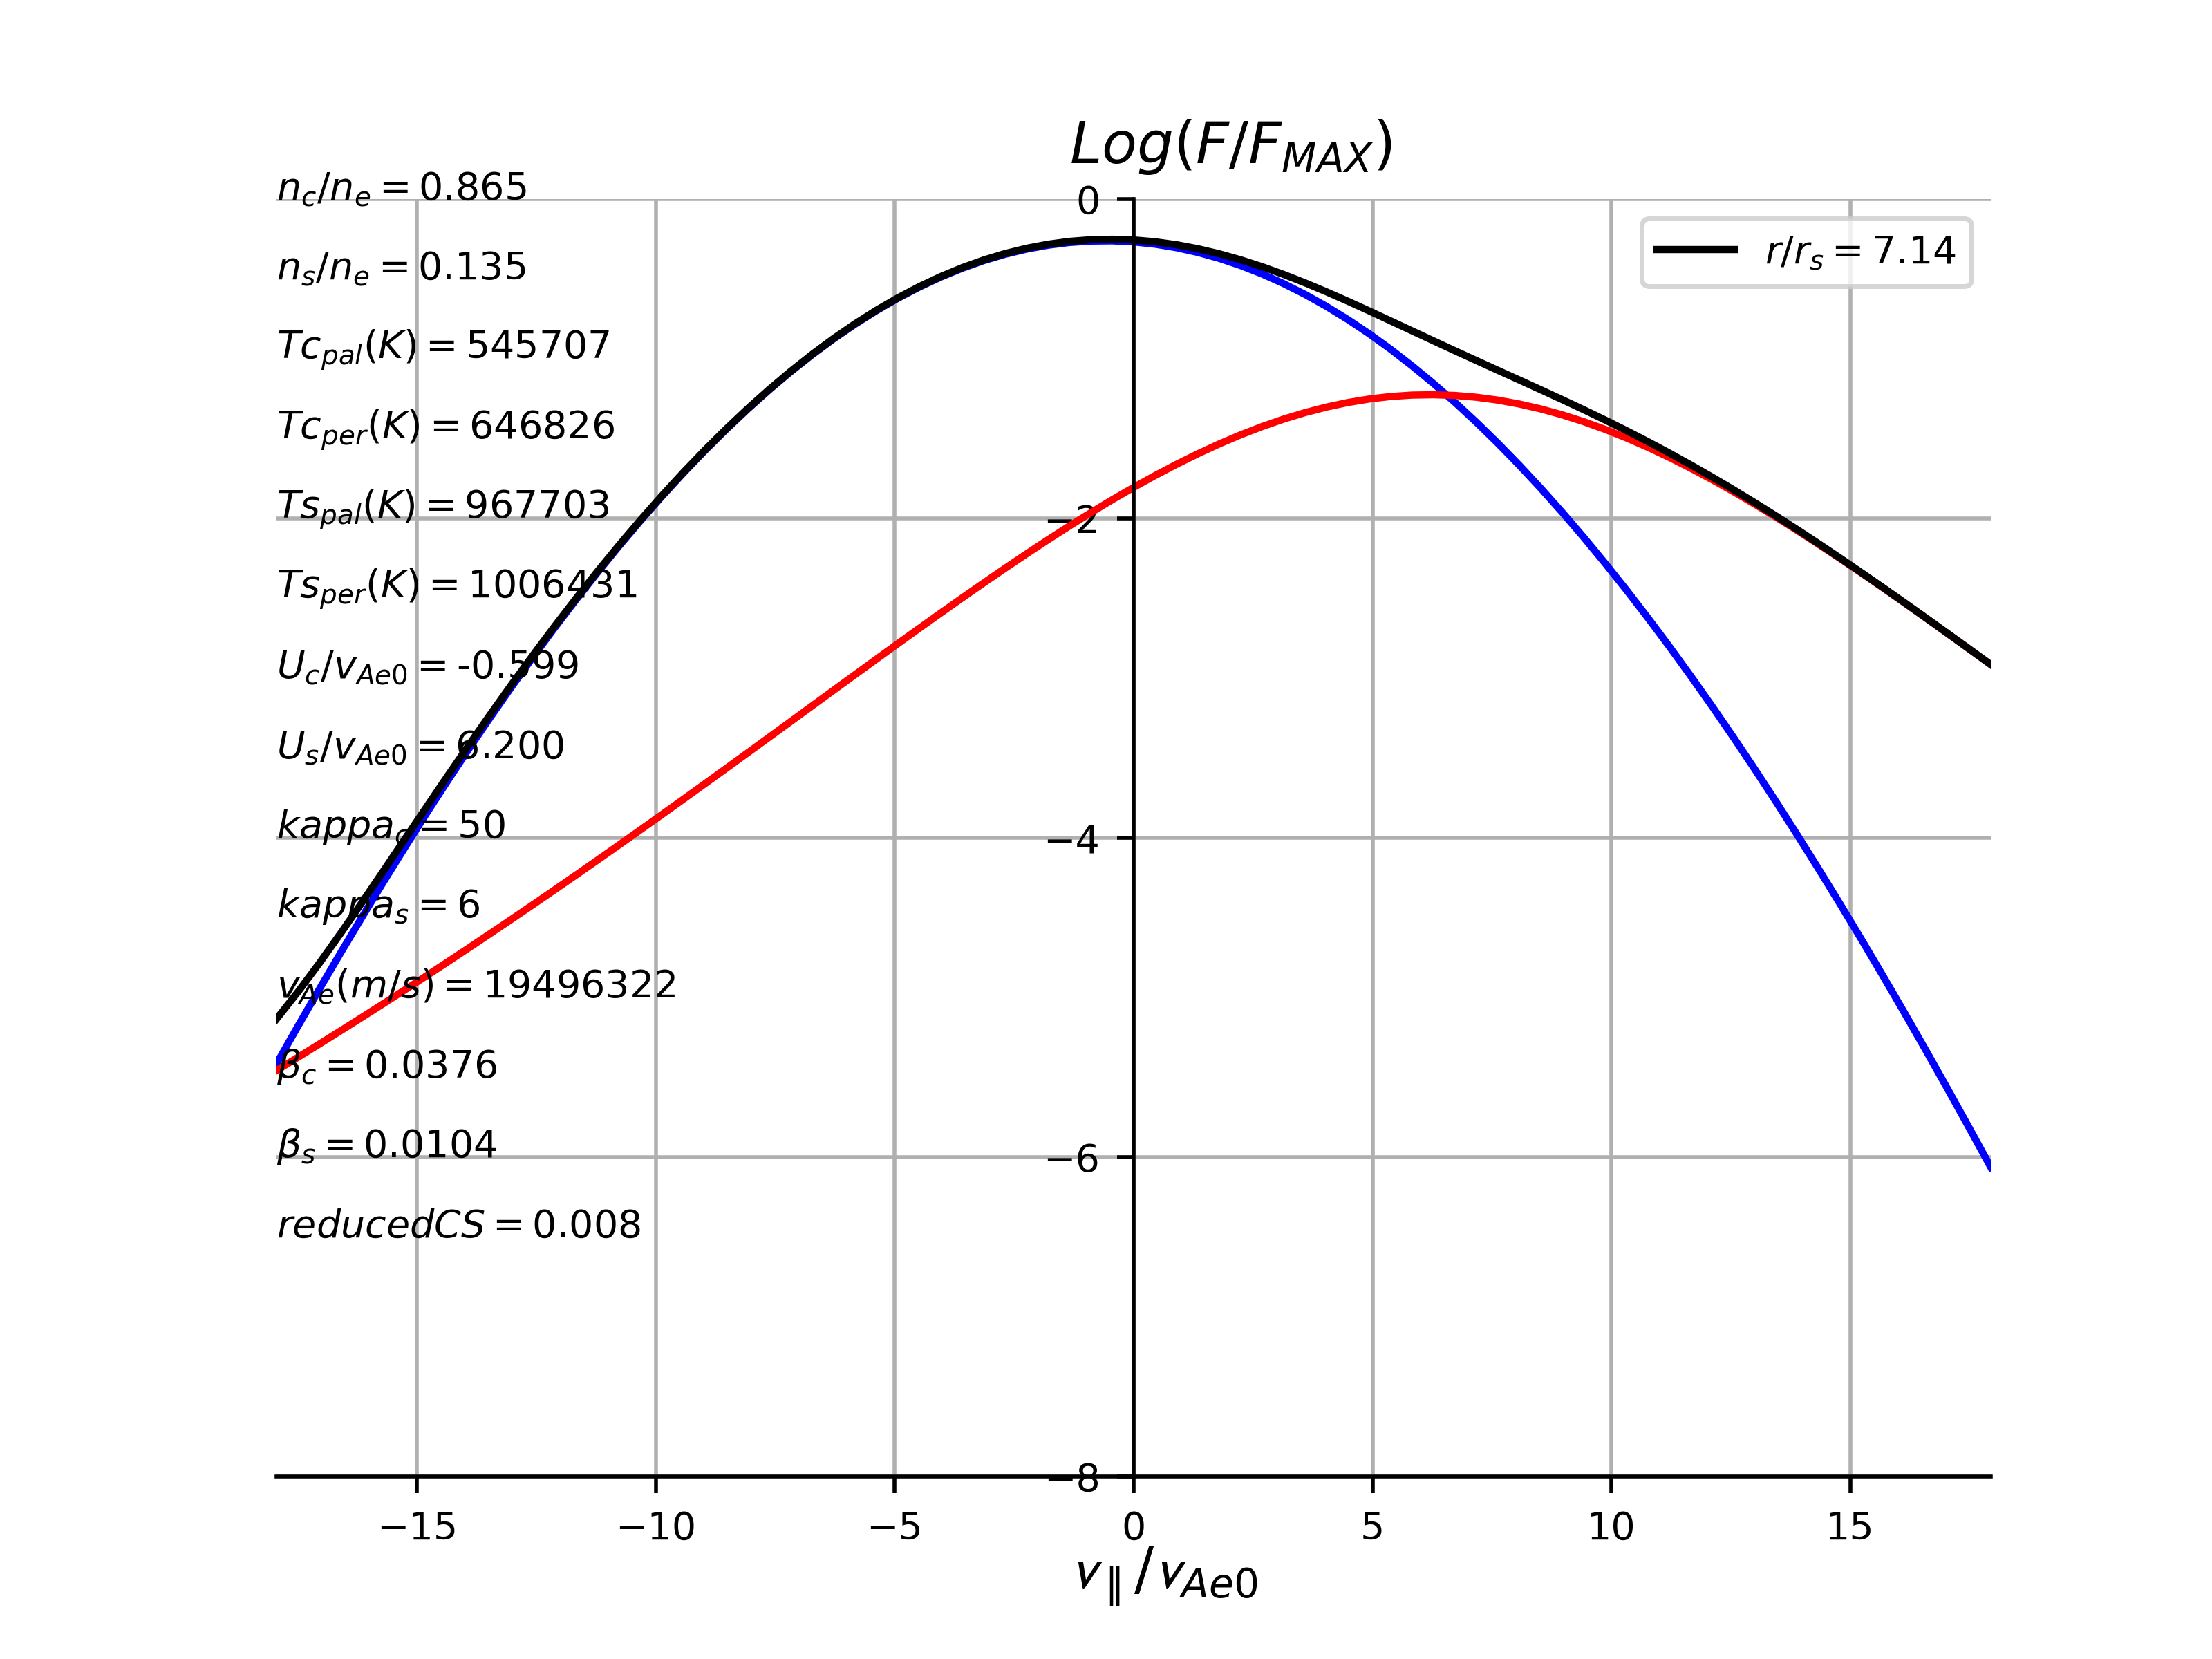 Log(F/F_MAX)
n_c/n_e = 0.865
n_s/n_e = 0.135
Tc_pal(K) = 545707
Tc_per(K) = 646826
Ts_pal(K) = 967703
Ts_per(K) = 1006431
U_c/v_Ae0 = -0.599
U_s/v_Ae0 = 6.200
kappa_c = 50
kappa_s = 6
v_Ae(m/s) = 19496322
β_c = 0.0376
β_s = 0.0104
reducedCS = 0.008
r/r_s = 7.14
0
−2
−4
−6
−8
−15 −10 −5 0 5 10 15
v_∥/v_Ae0